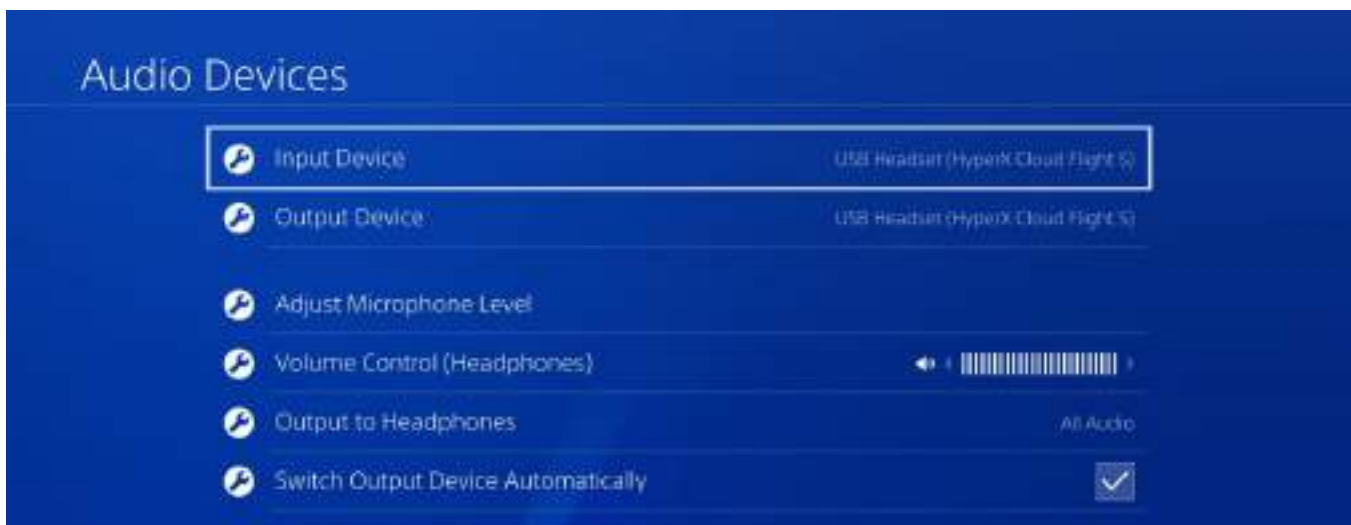 Audio Devices
Input Device USB Headset (HyperX Cloud Flight S)
Output Device USB Headset (HyperX Cloud Flight S)
Adjust Microphone Level
Volume Control (Headphones)
Output to Headphones All Audio
Switch Output Device Automatically